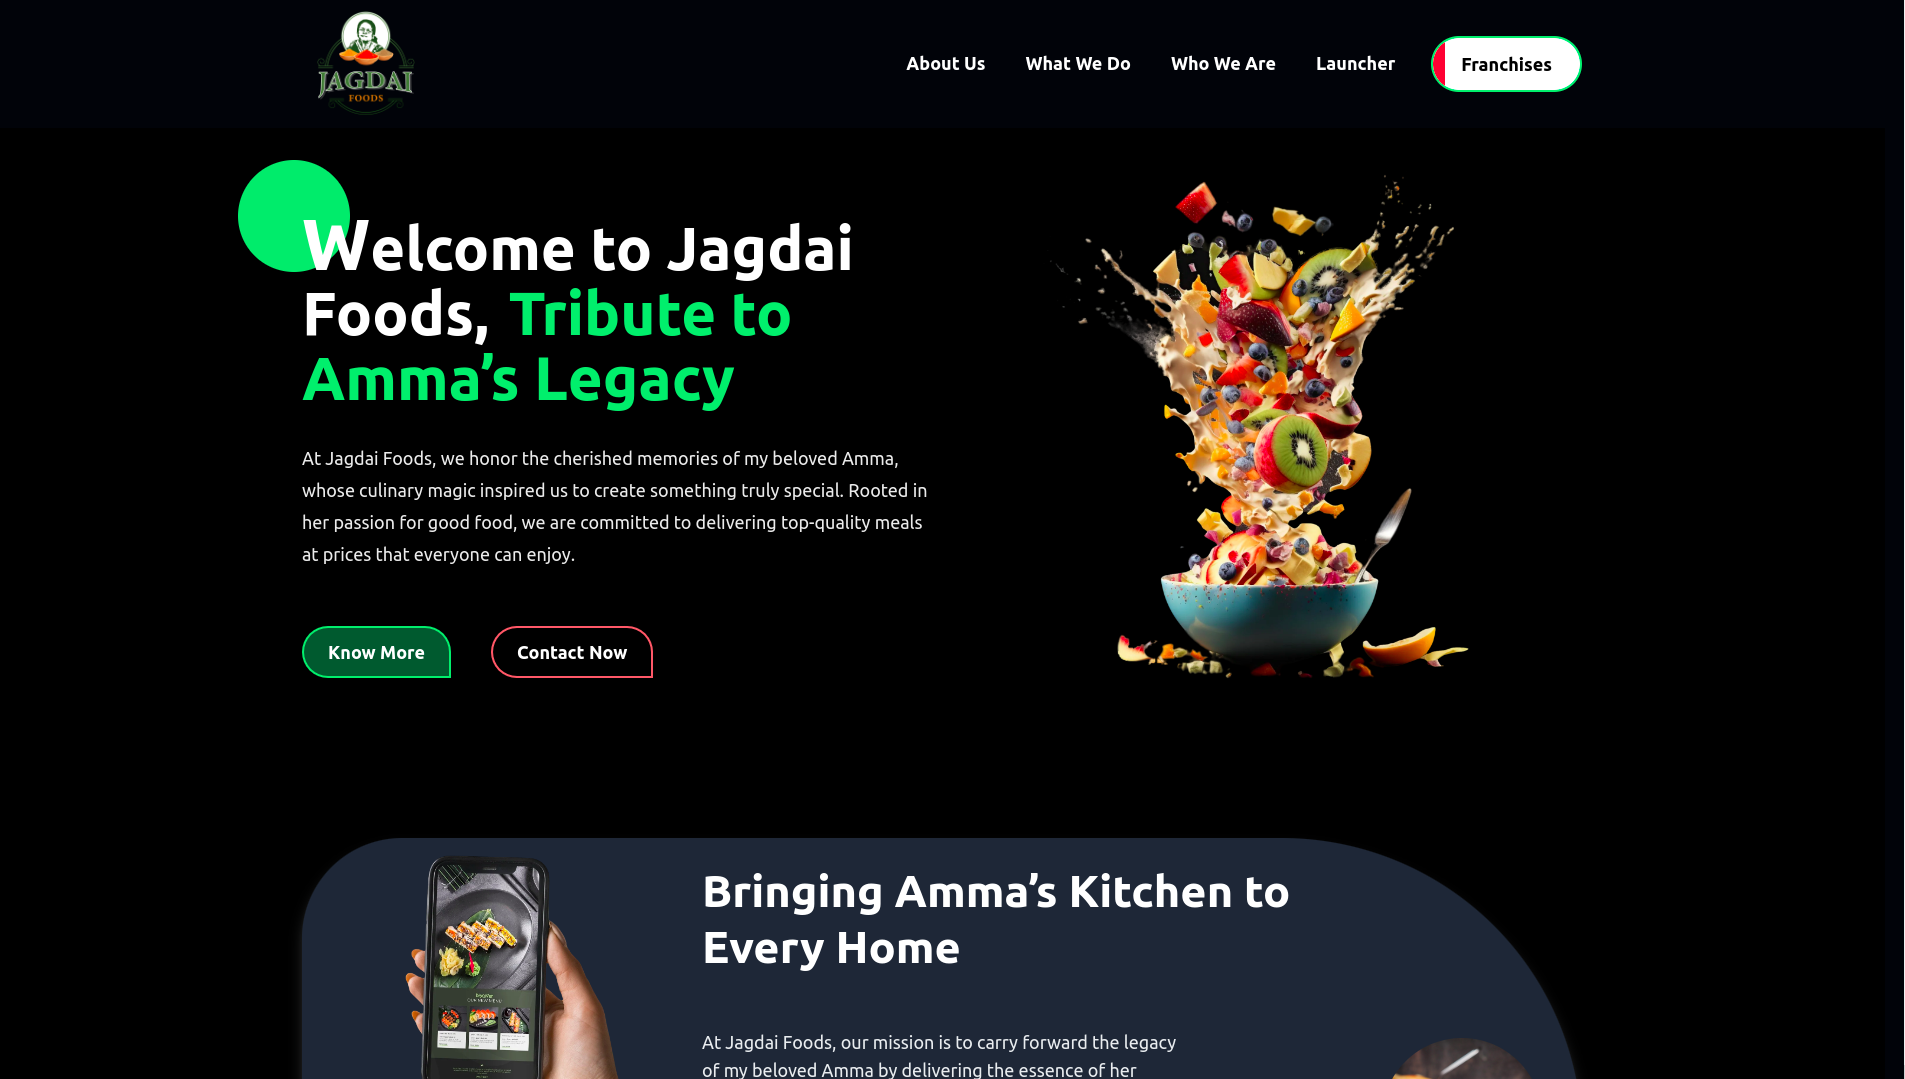 JAGDAI
FOODS
About Us
What We Do
Who We Are
Launcher
Franchises
Welcome to Jagdai
Foods, Tribute to
Amma’s Legacy
At Jagdai Foods, we honor the cherished memories of my beloved Amma,
whose culinary magic inspired us to create something truly special. Rooted in
her passion for good food, we are committed to delivering top-quality meals
at prices that everyone can enjoy.
Know More
Contact Now
OUR NEW MENU
Bringing Amma’s Kitchen to
Every Home
At Jagdai Foods, our mission is to carry forward the legacy
of my beloved Amma by delivering the essence of her